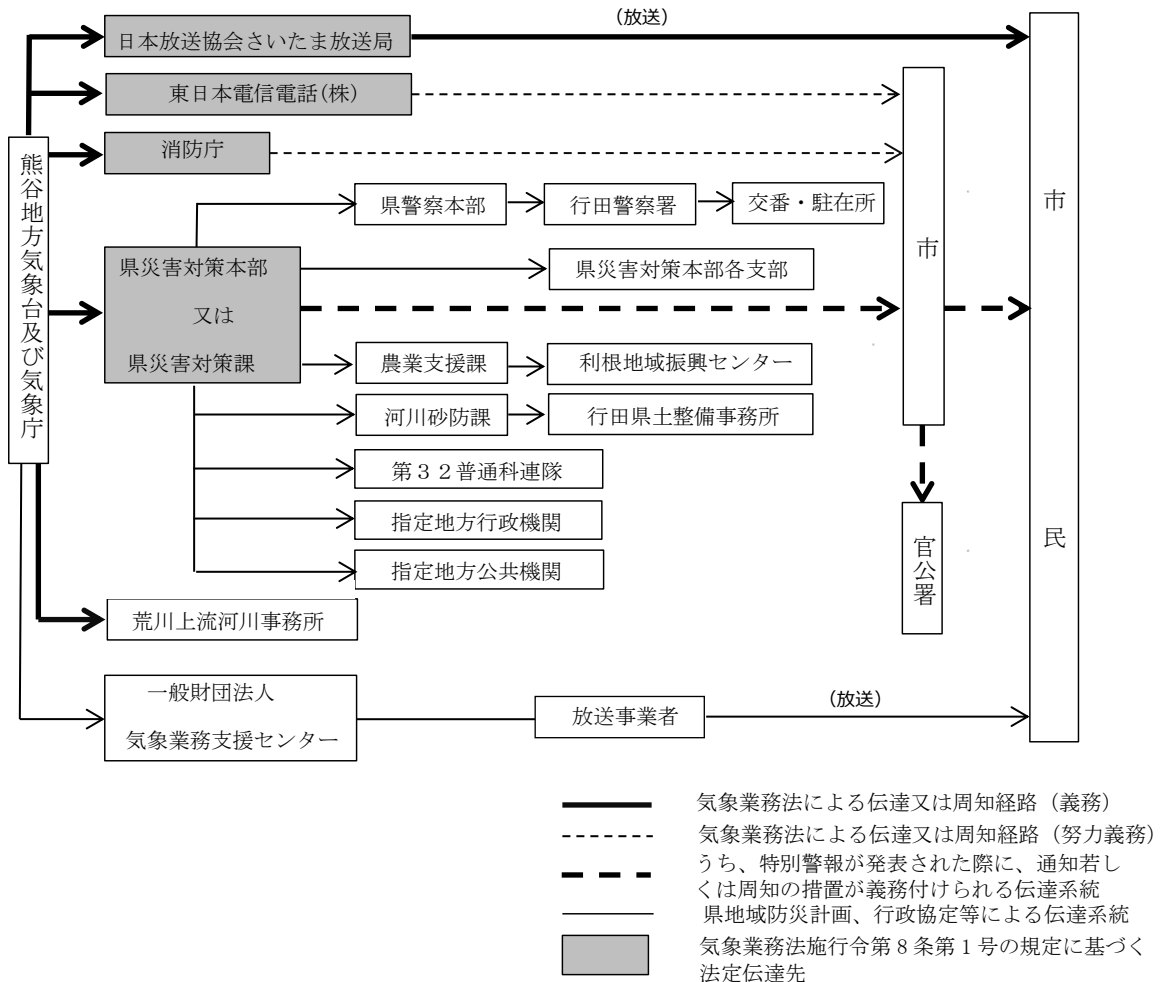 (放送)
日本放送協会さいたま放送局
東日本電信電話(株)
消防庁
熊谷地方気象台及び気象庁
県警察本部
行田警察署
交番・駐在所
市
市民
県災害対策本部
又は
県災害対策課
県災害対策本部各支部
農業支援課
利根地域振興センター
河川砂防課
行田県土整備事務所
第32普通科連隊
指定地方行政機関
指定地方公共機関
官公署
荒川上流河川事務所
一般財団法人
気象業務支援センター
放送事業者
(放送)
気象業務法による伝達又は周知経路(義務)
気象業務法による伝達又は周知経路(努力義務)
うち、特別警報が発表された際に、通知若し
くは周知の措置が義務付けられる伝達系統
県地域防災計画、行政協定等による伝達系統
気象業務法施行令第8条第1号の規定に基づく
法定伝達先